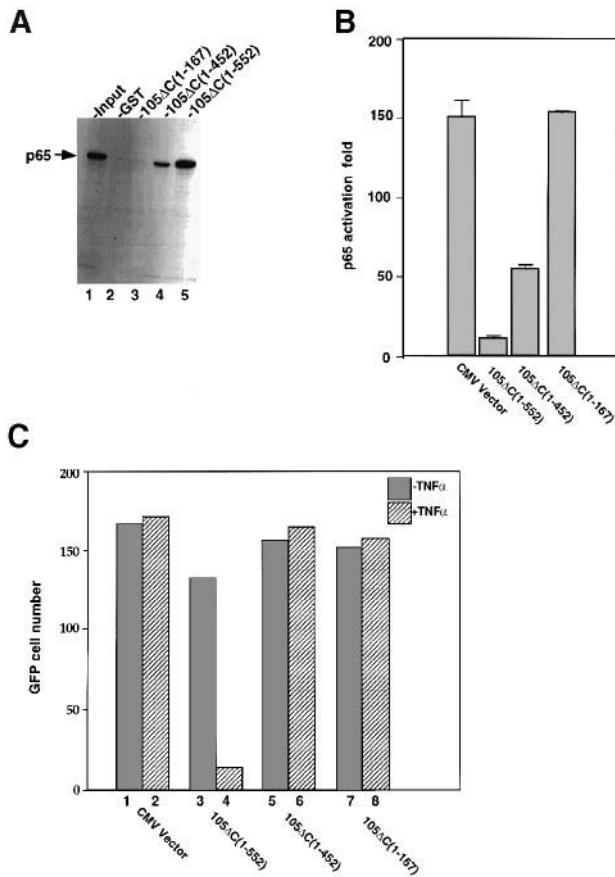 A
-Input
-GST
-105ΔC(1-167)
-105ΔC(1-452)
-105ΔC(1-552)
p65
1 2 3 4 5
B
200
150
100
50
0
p65 activation fold
CMV Vector
105ΔC(1-552)
105ΔC(1-452)
105ΔC(1-167)
C
200
150
100
50
0
GFP cell number
-TNFα
+TNFα
1 2 3 4 5 6 7 8
CMV Vector
105ΔC(1-552)
105ΔC(1-452)
105ΔC(1-167)